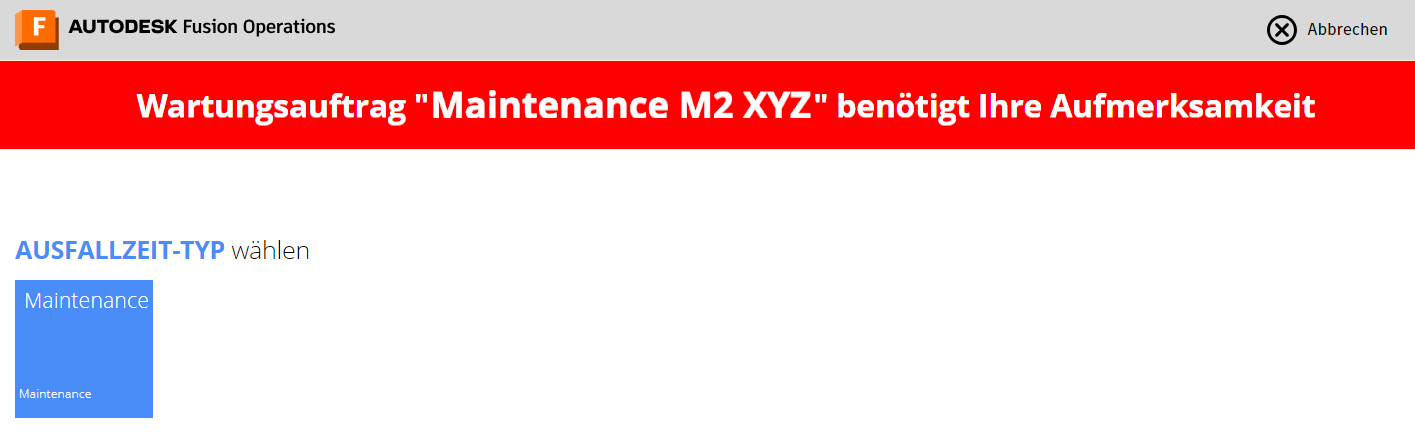 AUTODESK Fusion Operations
Abbrechen
Wartungsauftrag "Maintenance M2 XYZ" benötigt Ihre Aufmerksamkeit
AUSFALLZEIT-TYP wählen
Maintenance
Maintenance